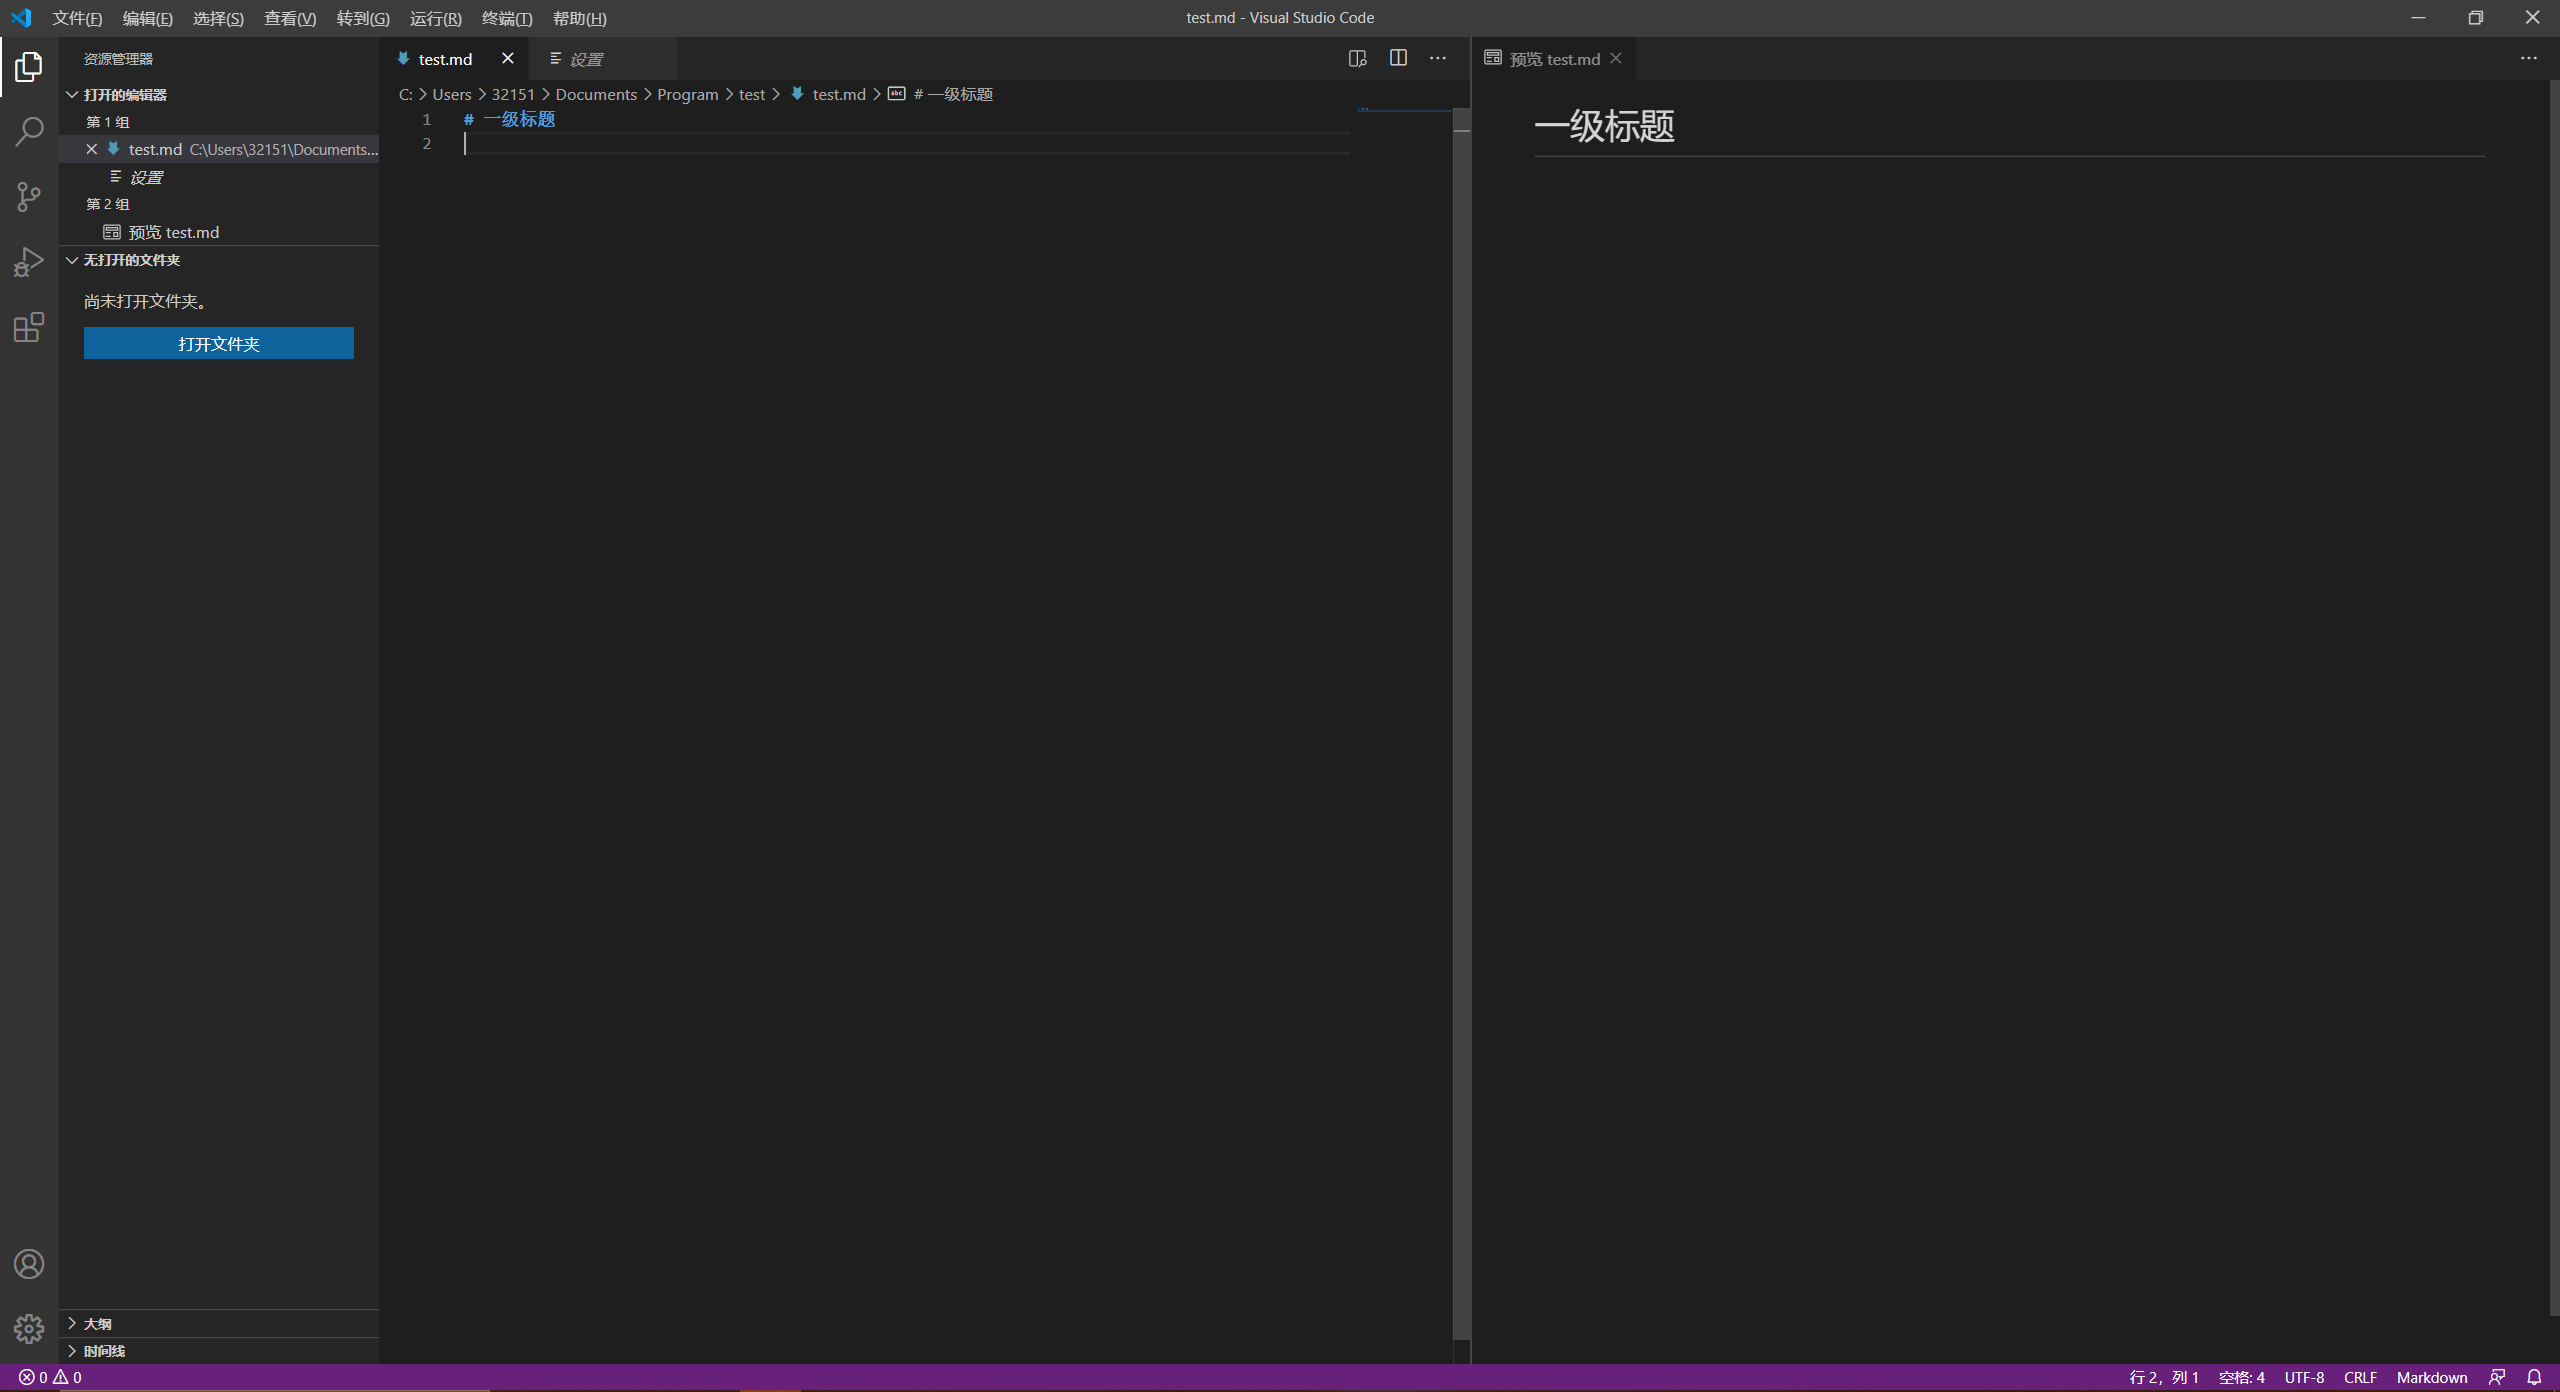 文件(F) 编辑(E) 选择(S) 查看(V) 转到(G) 运行(R) 终端(T) 帮助(H)
test.md - Visual Studio Code
资源管理器
打开的编辑器
第 1 组
test.md C:\Users\32151\Documents...
设置
第 2 组
预览 test.md
无打开的文件夹
尚未打开文件夹。
打开文件夹
大纲
时间线
test.md
设置
C: > Users > 32151 > Documents > Program > test > test.md > abc # 一级标题
1 # 一级标题
2
预览 test.md
一级标题
0 0
行 2，列 1 空格: 4 UTF-8 CRLF Markdown